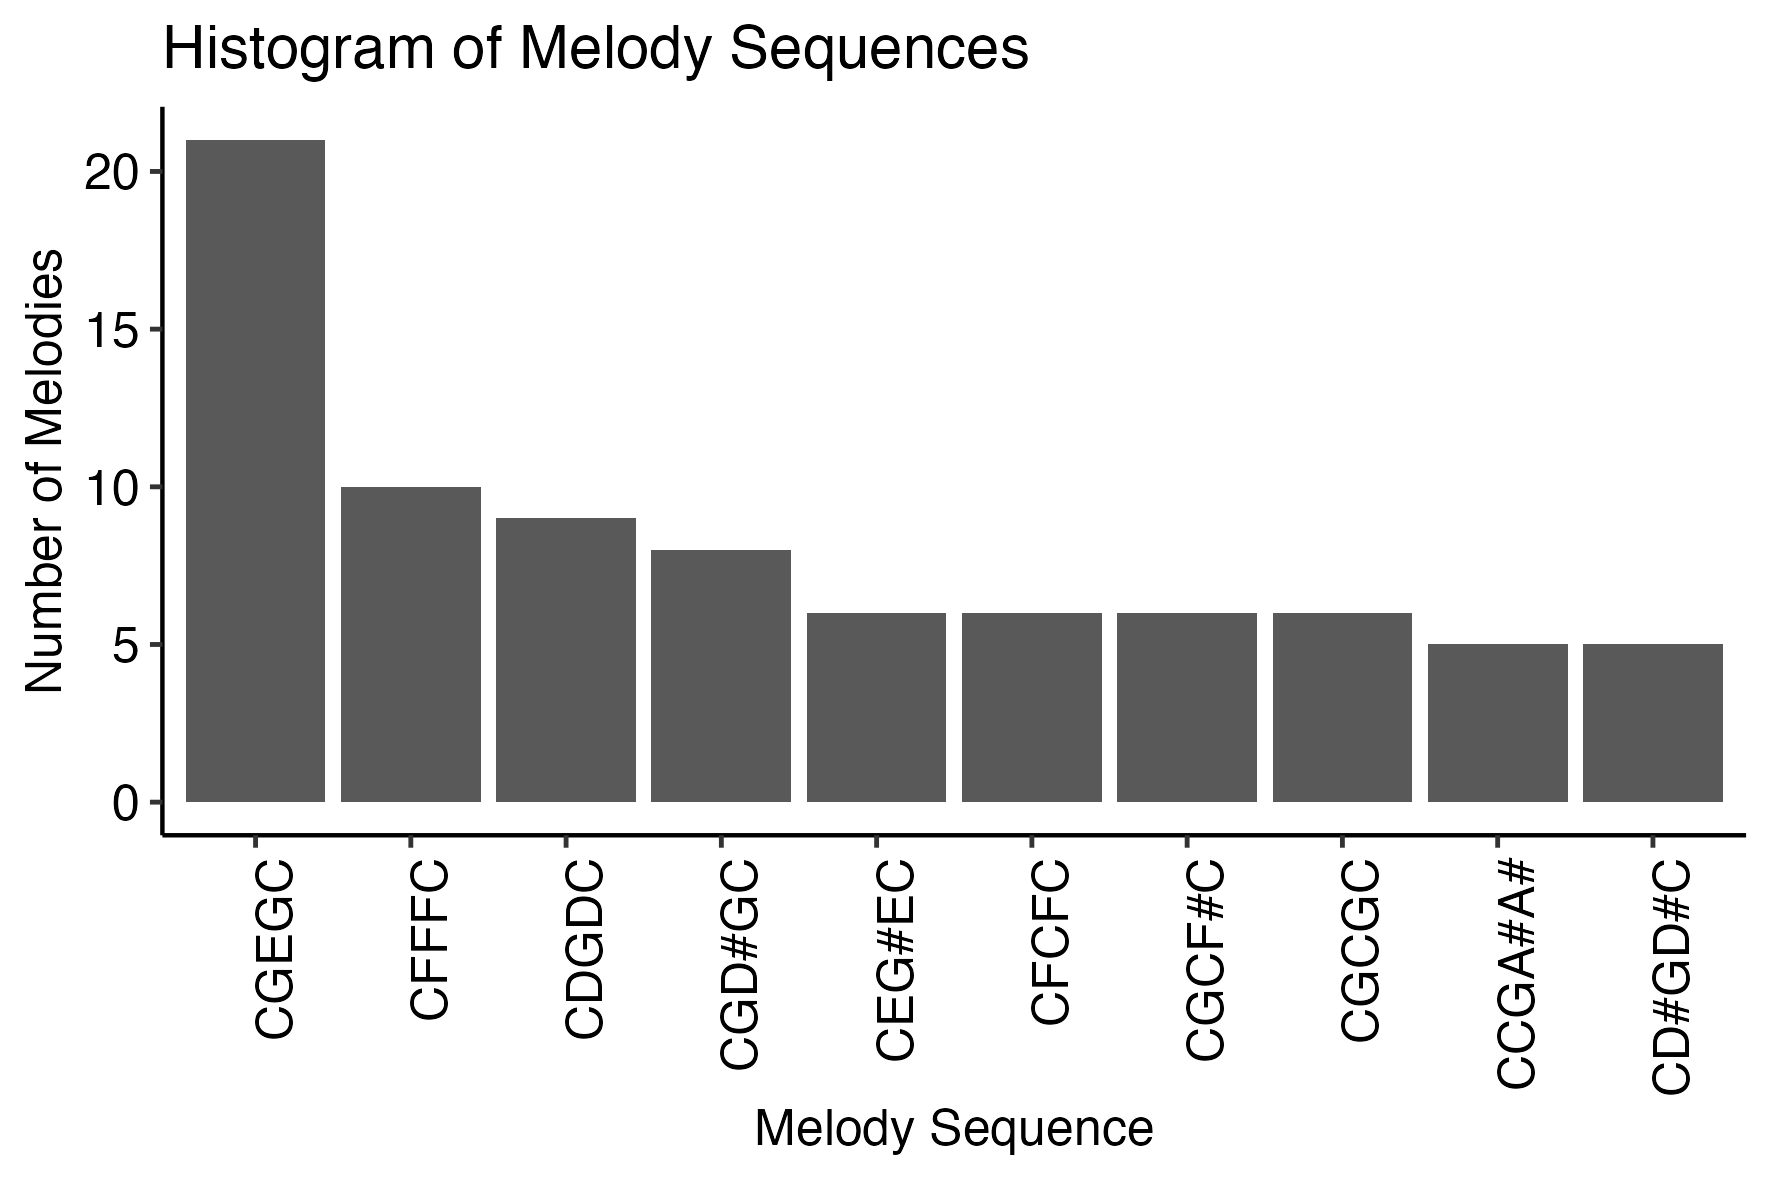 Histogram of Melody Sequences
Number of Melodies
20
15
10
5
0
CGEGC
CFFFC
CDGDC
CGD#GC
CEG#EC
CFCFC
CGCF#C
CGCGC
CCGA#A#
CD#GD#C
Melody Sequence